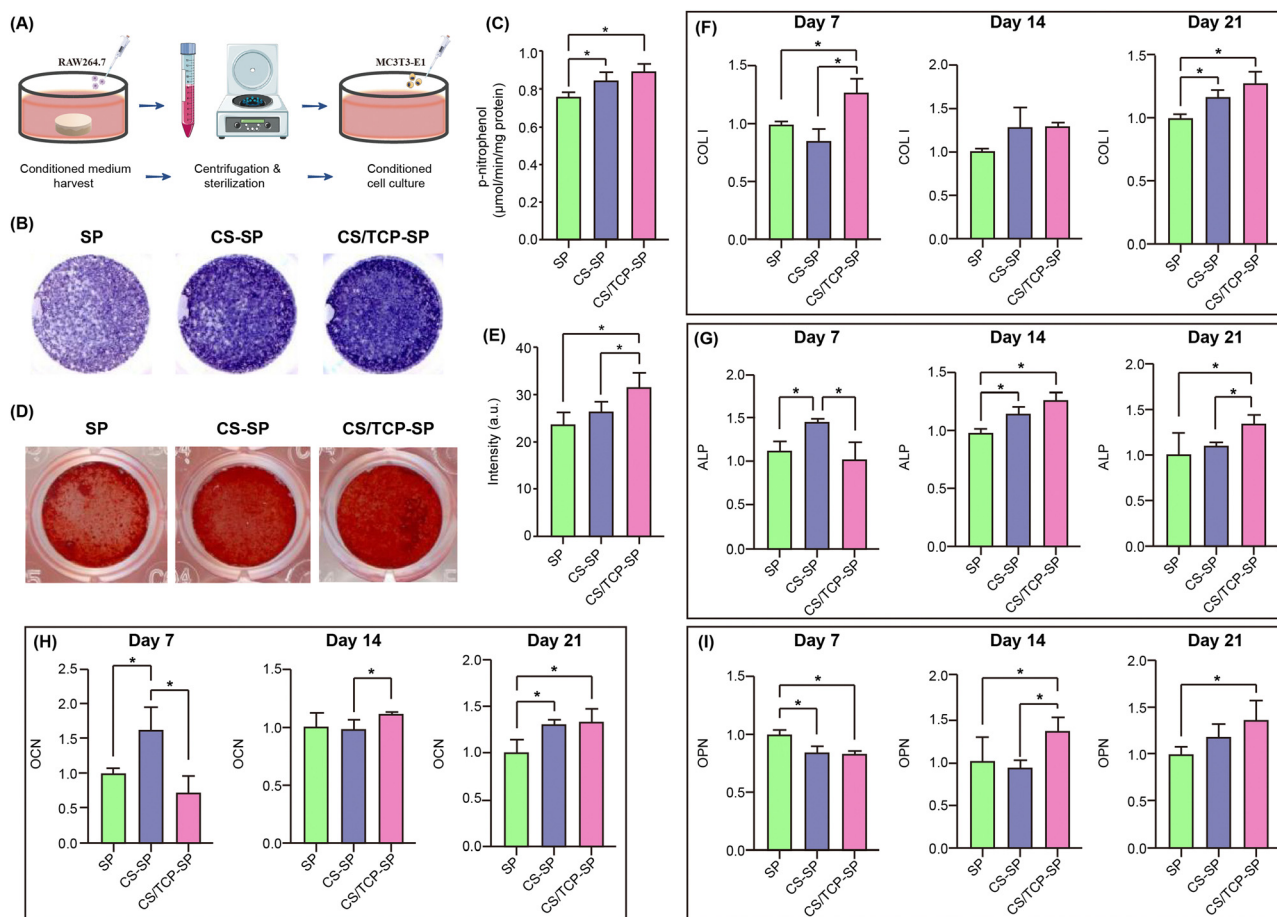 (A)
RAW264.7
MC3T3-E1
Conditioned medium
harvest
Centrifugation &
sterilization
Conditioned
cell culture
(B)
SP
CS-SP
CS/TCP-SP
(C)
p-nitrophenol
(μmol/min/mg protein)
1.0
0.8
0.6
0.4
0.2
0.0
*
*
SP
CS-SP
CS/TCP-SP
(D)
SP
CS-SP
CS/TCP-SP
(E)
Intensity (a.u.)
40
30
20
10
0
*
*
SP
CS-SP
CS/TCP-SP
(F)
Day 7
COL I
1.5
1.0
0.5
0.0
*
*
SP
CS-SP
CS/TCP-SP
Day 14
COL I
2.0
1.5
1.0
0.5
0.0
SP
CS-SP
CS/TCP-SP
Day 21
COL I
1.5
1.0
0.5
0.0
*
*
SP
CS-SP
CS/TCP-SP
(G)
Day 7
ALP
2.0
1.5
1.0
0.5
0.0
*
*
SP
CS-SP
CS/TCP-SP
Day 14
ALP
1.5
1.0
0.5
0.0
*
*
SP
CS-SP
CS/TCP-SP
Day 21
ALP
2.0
1.5
1.0
0.5
0.0
*
*
SP
CS-SP
CS/TCP-SP
(H)
Day 7
OCN
2.5
2.0
1.5
1.0
0.5
0.0
*
*
SP
CS-SP
CS/TCP-SP
Day 14
OCN
1.5
1.0
0.5
0.0
*
SP
CS-SP
CS/TCP-SP
Day 21
OCN
2.0
1.5
1.0
0.5
0.0
*
*
SP
CS-SP
CS/TCP-SP
(I)
Day 7
OPN
1.5
1.0
0.5
0.0
*
*
SP
CS-SP
CS/TCP-SP
Day 14
OPN
2.0
1.5
1.0
0.5
0.0
*
*
SP
CS-SP
CS/TCP-SP
Day 21
OPN
2.0
1.5
1.0
0.5
0.0
*
SP
CS-SP
CS/TCP-SP